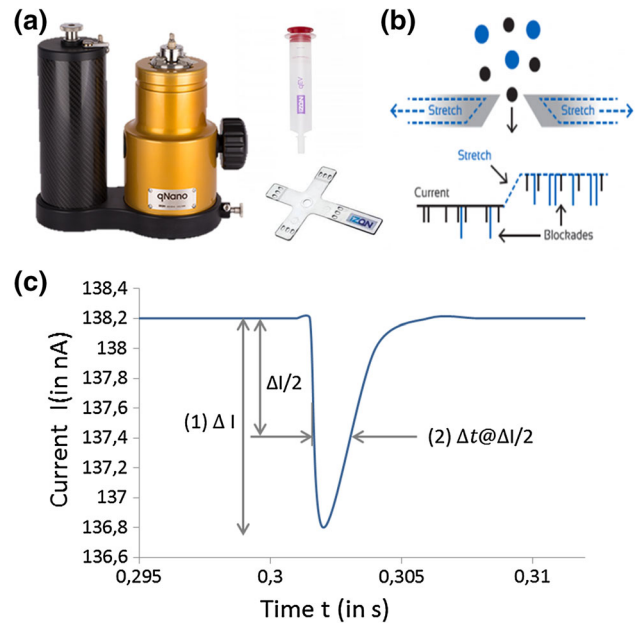 (a)
qNano
IZON
qEV
IZON
(b)
Stretch
Stretch
Stretch
Current
Blockades
(c)
138,4
138,2
138
137,8
137,6
137,4
137,2
137
136,8
136,6
Current I(in nA)
ΔI/2
(1) Δ I
(2) Δt@ΔI/2
0,295
0,3
0,305
0,31
Time t (in s)